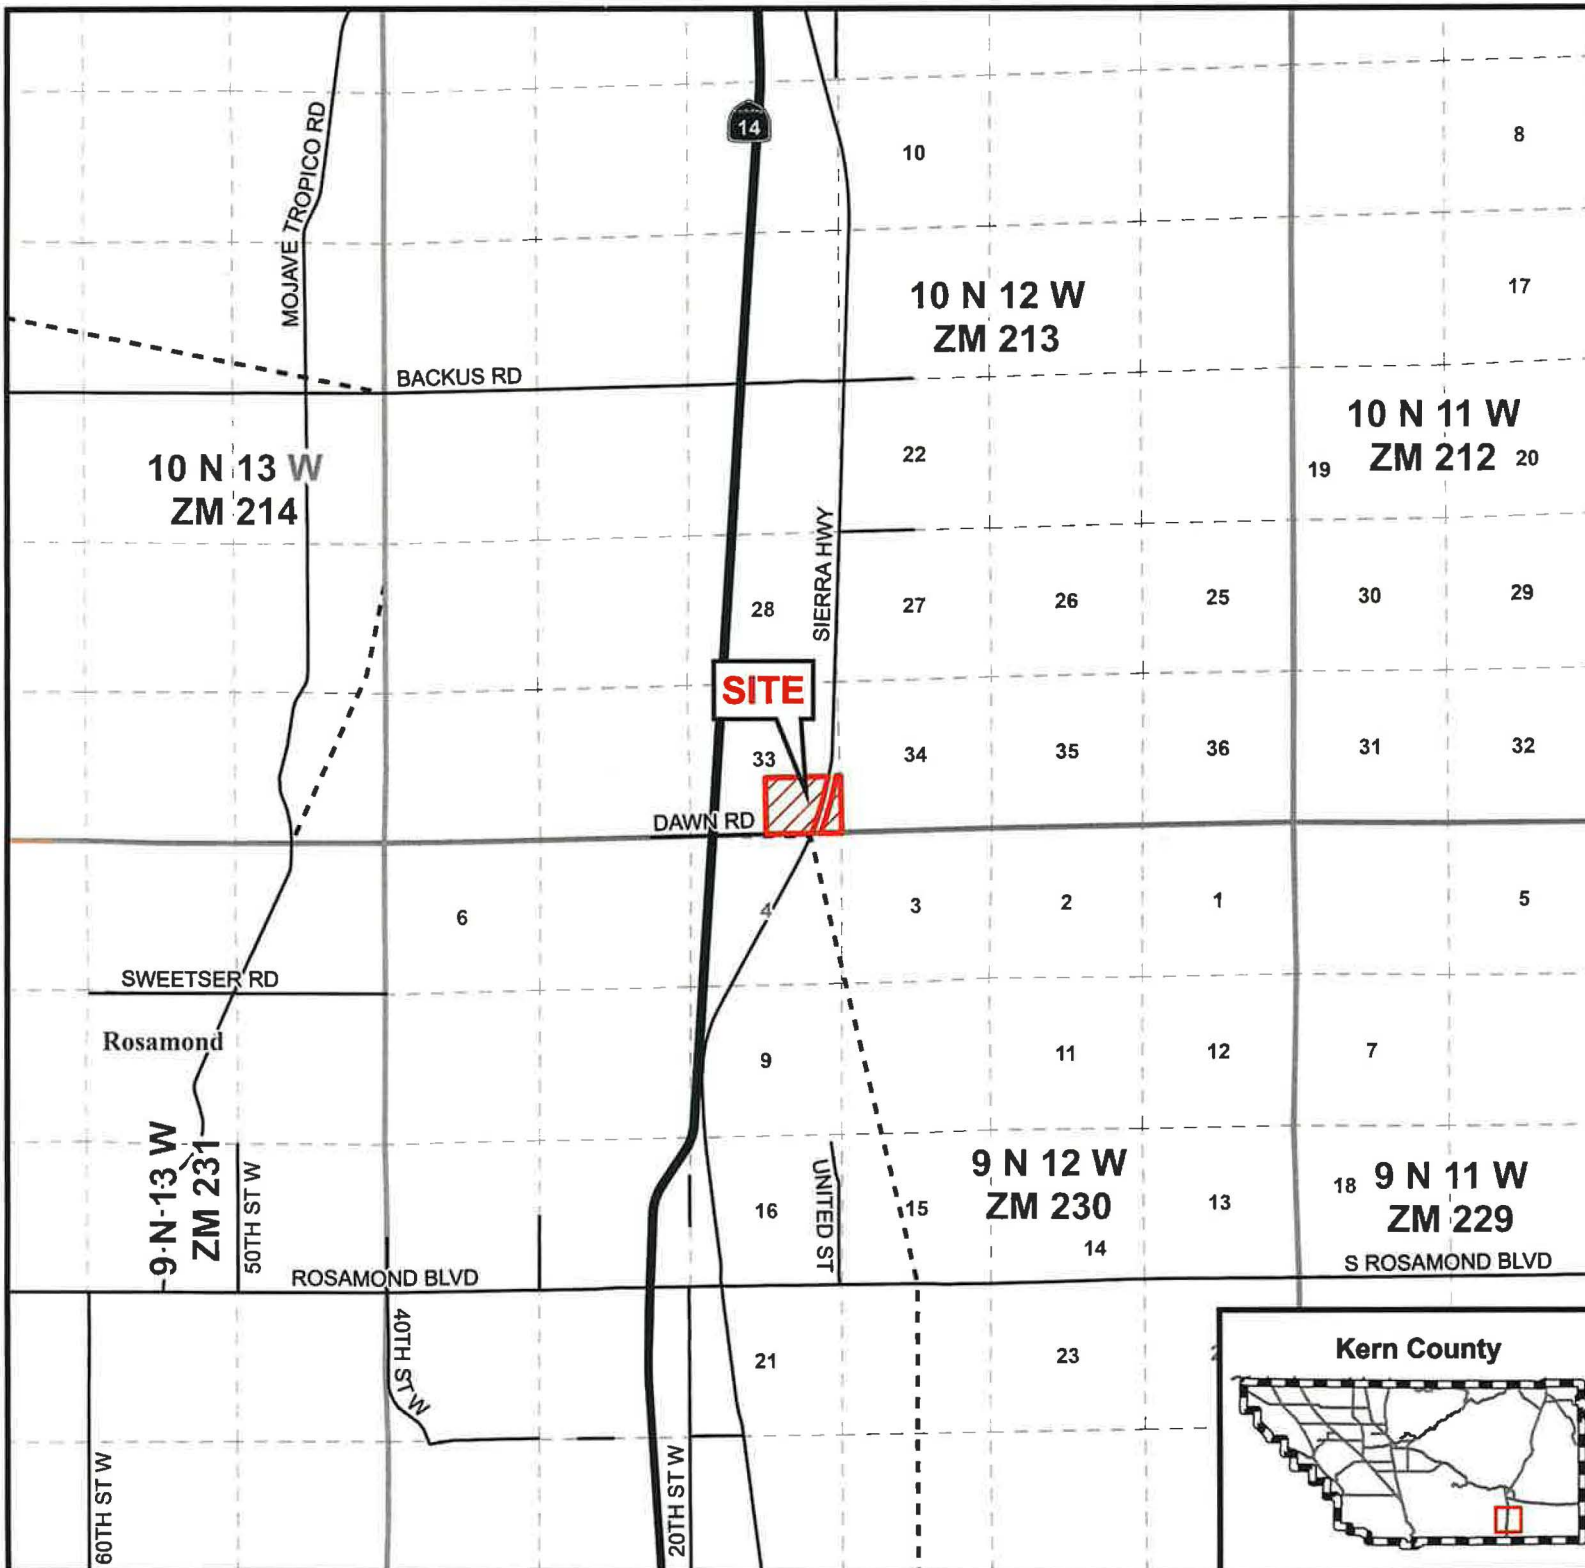 14
MOJAVE TROPICO RD
10
8
17
10 N 12 W
ZM 213
BACKUS RD
10 N 11 W
ZM 212
19
20
10 N 13 W
ZM 214
22
SIERRA HWY
28
27
26
25
30
29
SITE
33
34
35
36
31
32
DAWN RD
6
4
3
2
1
5
SWEETSER RD
Rosamond
9
11
12
7
9 N 13 W
ZM 231
50TH ST W
16
UNITED ST
15
9 N 12 W
ZM 230
14
13
18
9 N 11 W
ZM 229
ROSAMOND BLVD
S ROSAMOND BLVD
40TH ST W
21
23
Kern County
60TH ST W
20TH ST W